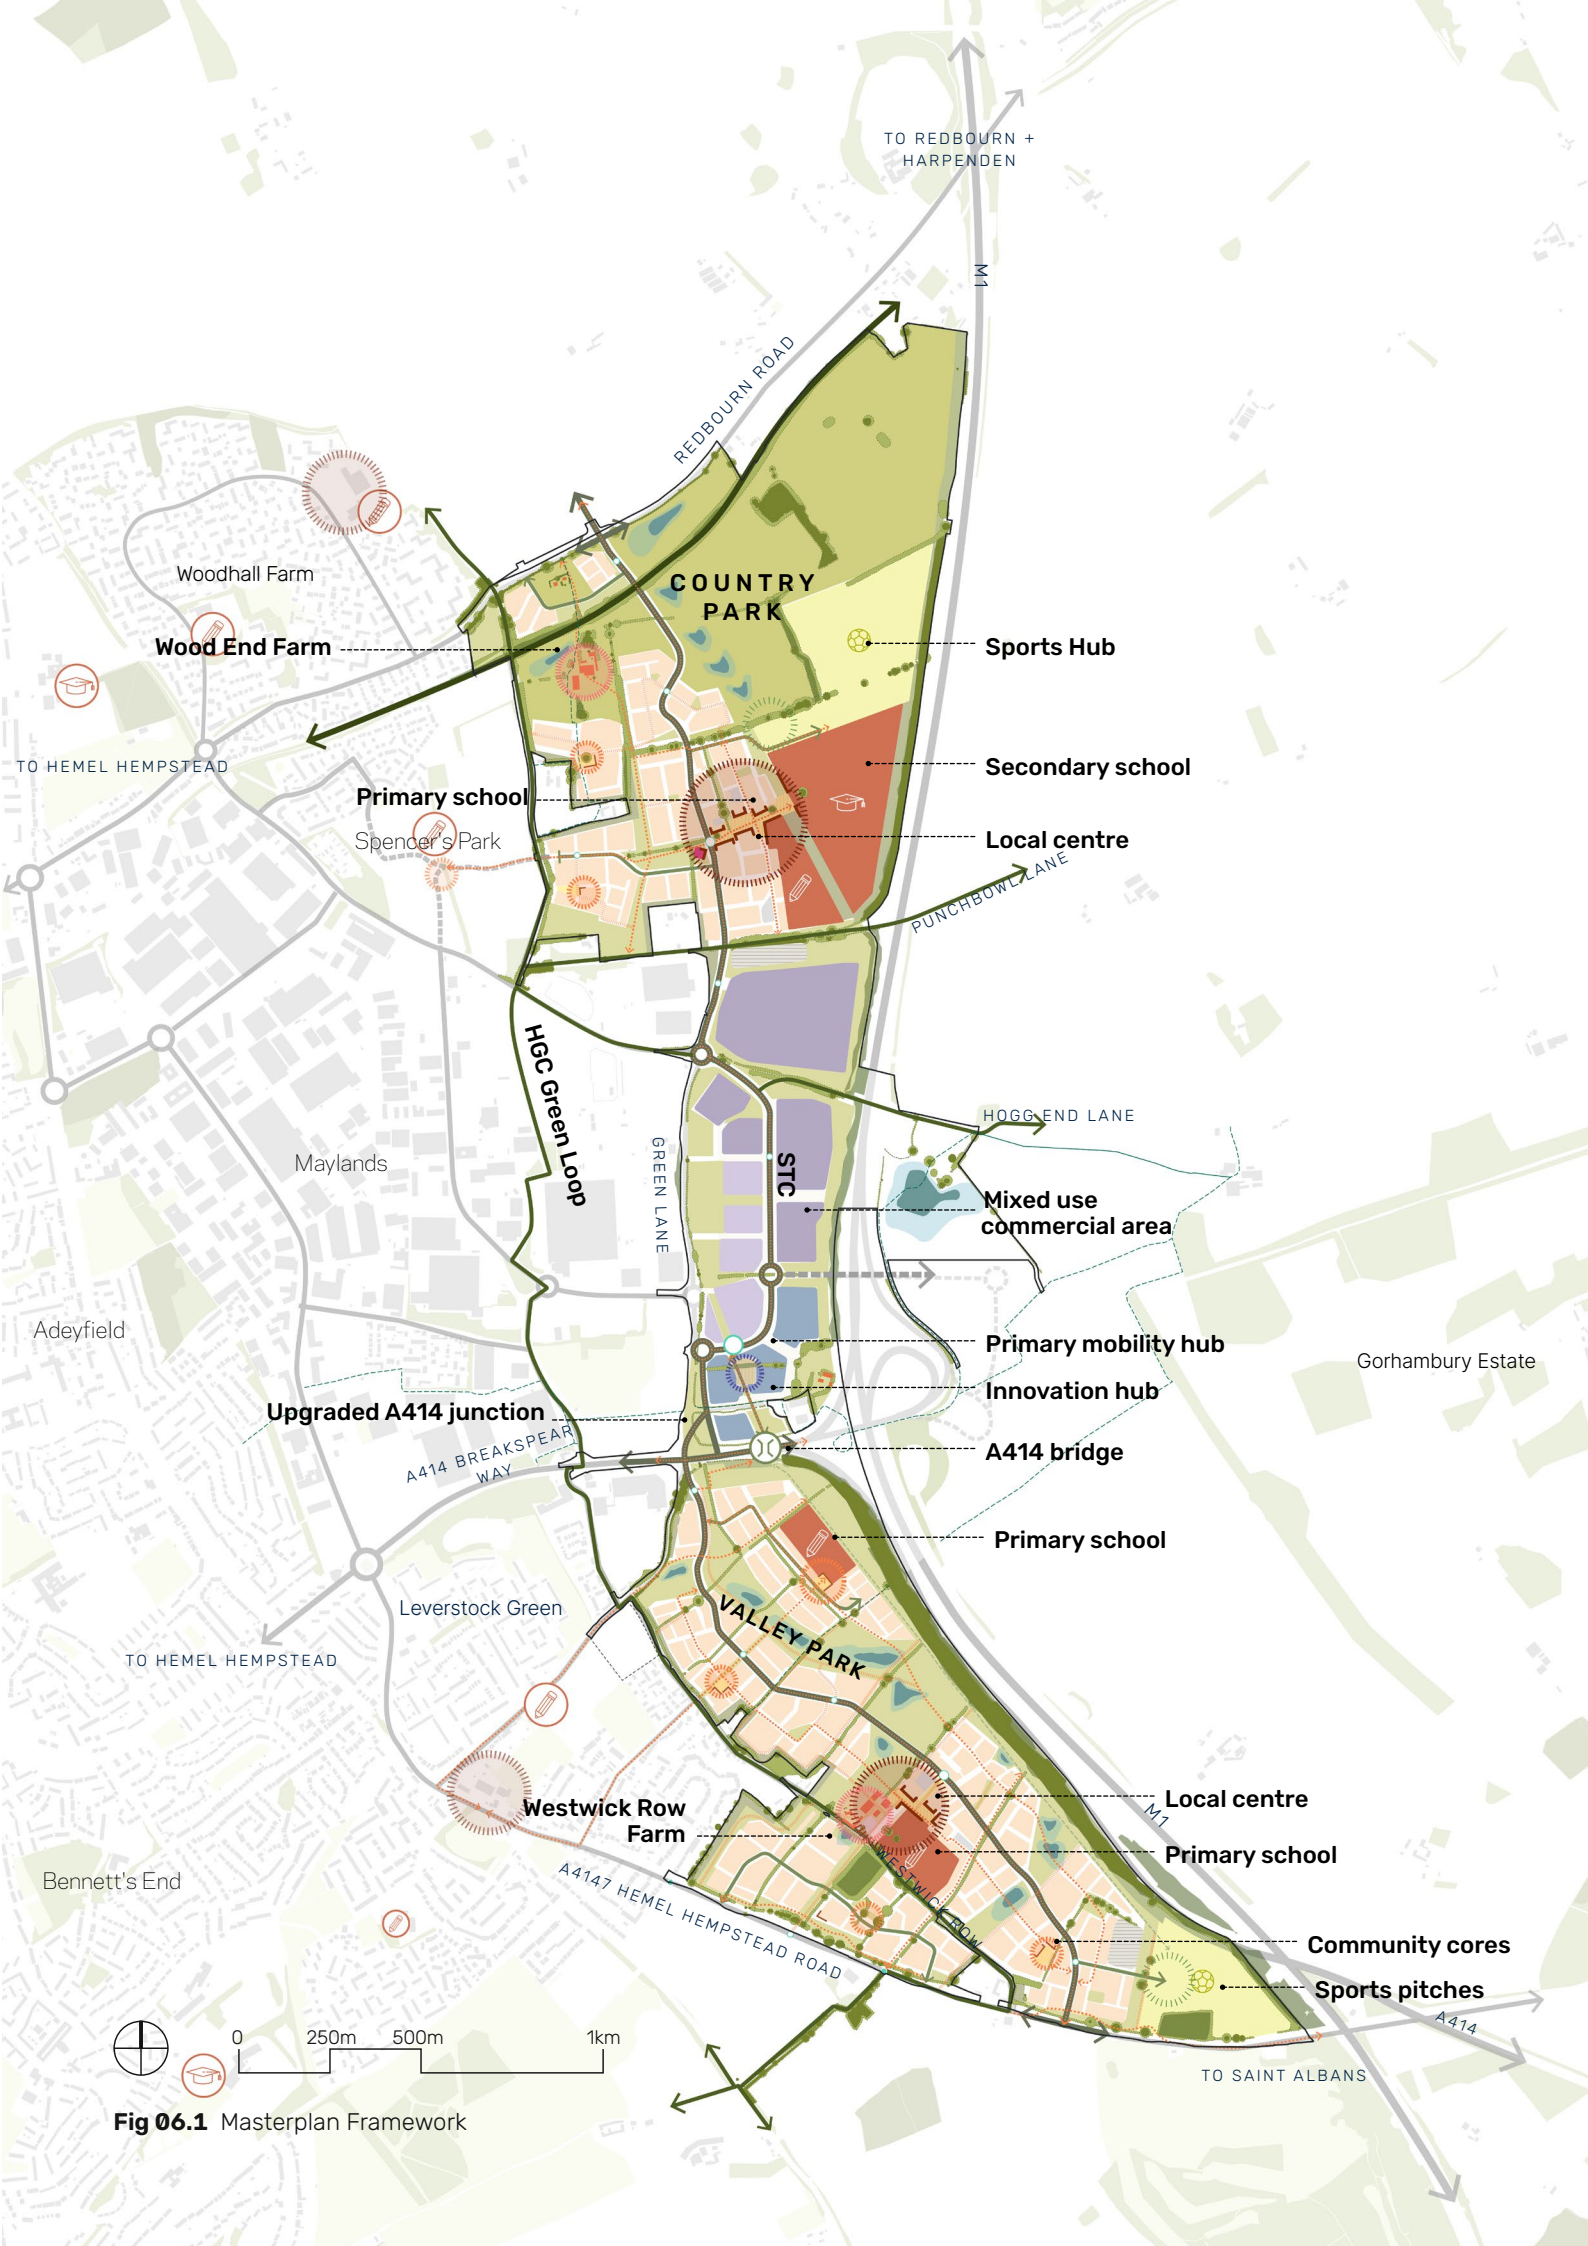 TO REDBOURN +
HARPENDEN
M1
REDBOURN ROAD
COUNTRY
PARK
Woodhall Farm
Wood End Farm
Sports Hub
TO HEMEL HEMPSTEAD
Secondary school
Primary school
Spencer's Park
Local centre
PUNCHBOWL LANE
HGC Green Loop
HOGG END LANE
Maylands
GREEN LANE
STC
Mixed use
commercial area
Adeyfield
Primary mobility hub
Gorhambury Estate
Innovation hub
Upgraded A414 junction
A414 BREAKSPEAR
WAY
A414 bridge
Primary school
Leverstock Green
VALLEY PARK
TO HEMEL HEMPSTEAD
Westwick Row
Farm
Local centre
M1
Primary school
Bennett's End
A4147 HEMEL HEMPSTEAD ROAD
WESTWICK ROW
Community cores
Sports pitches
A414
TO SAINT ALBANS
0 250m 500m 1km
Fig 06.1 Masterplan Framework